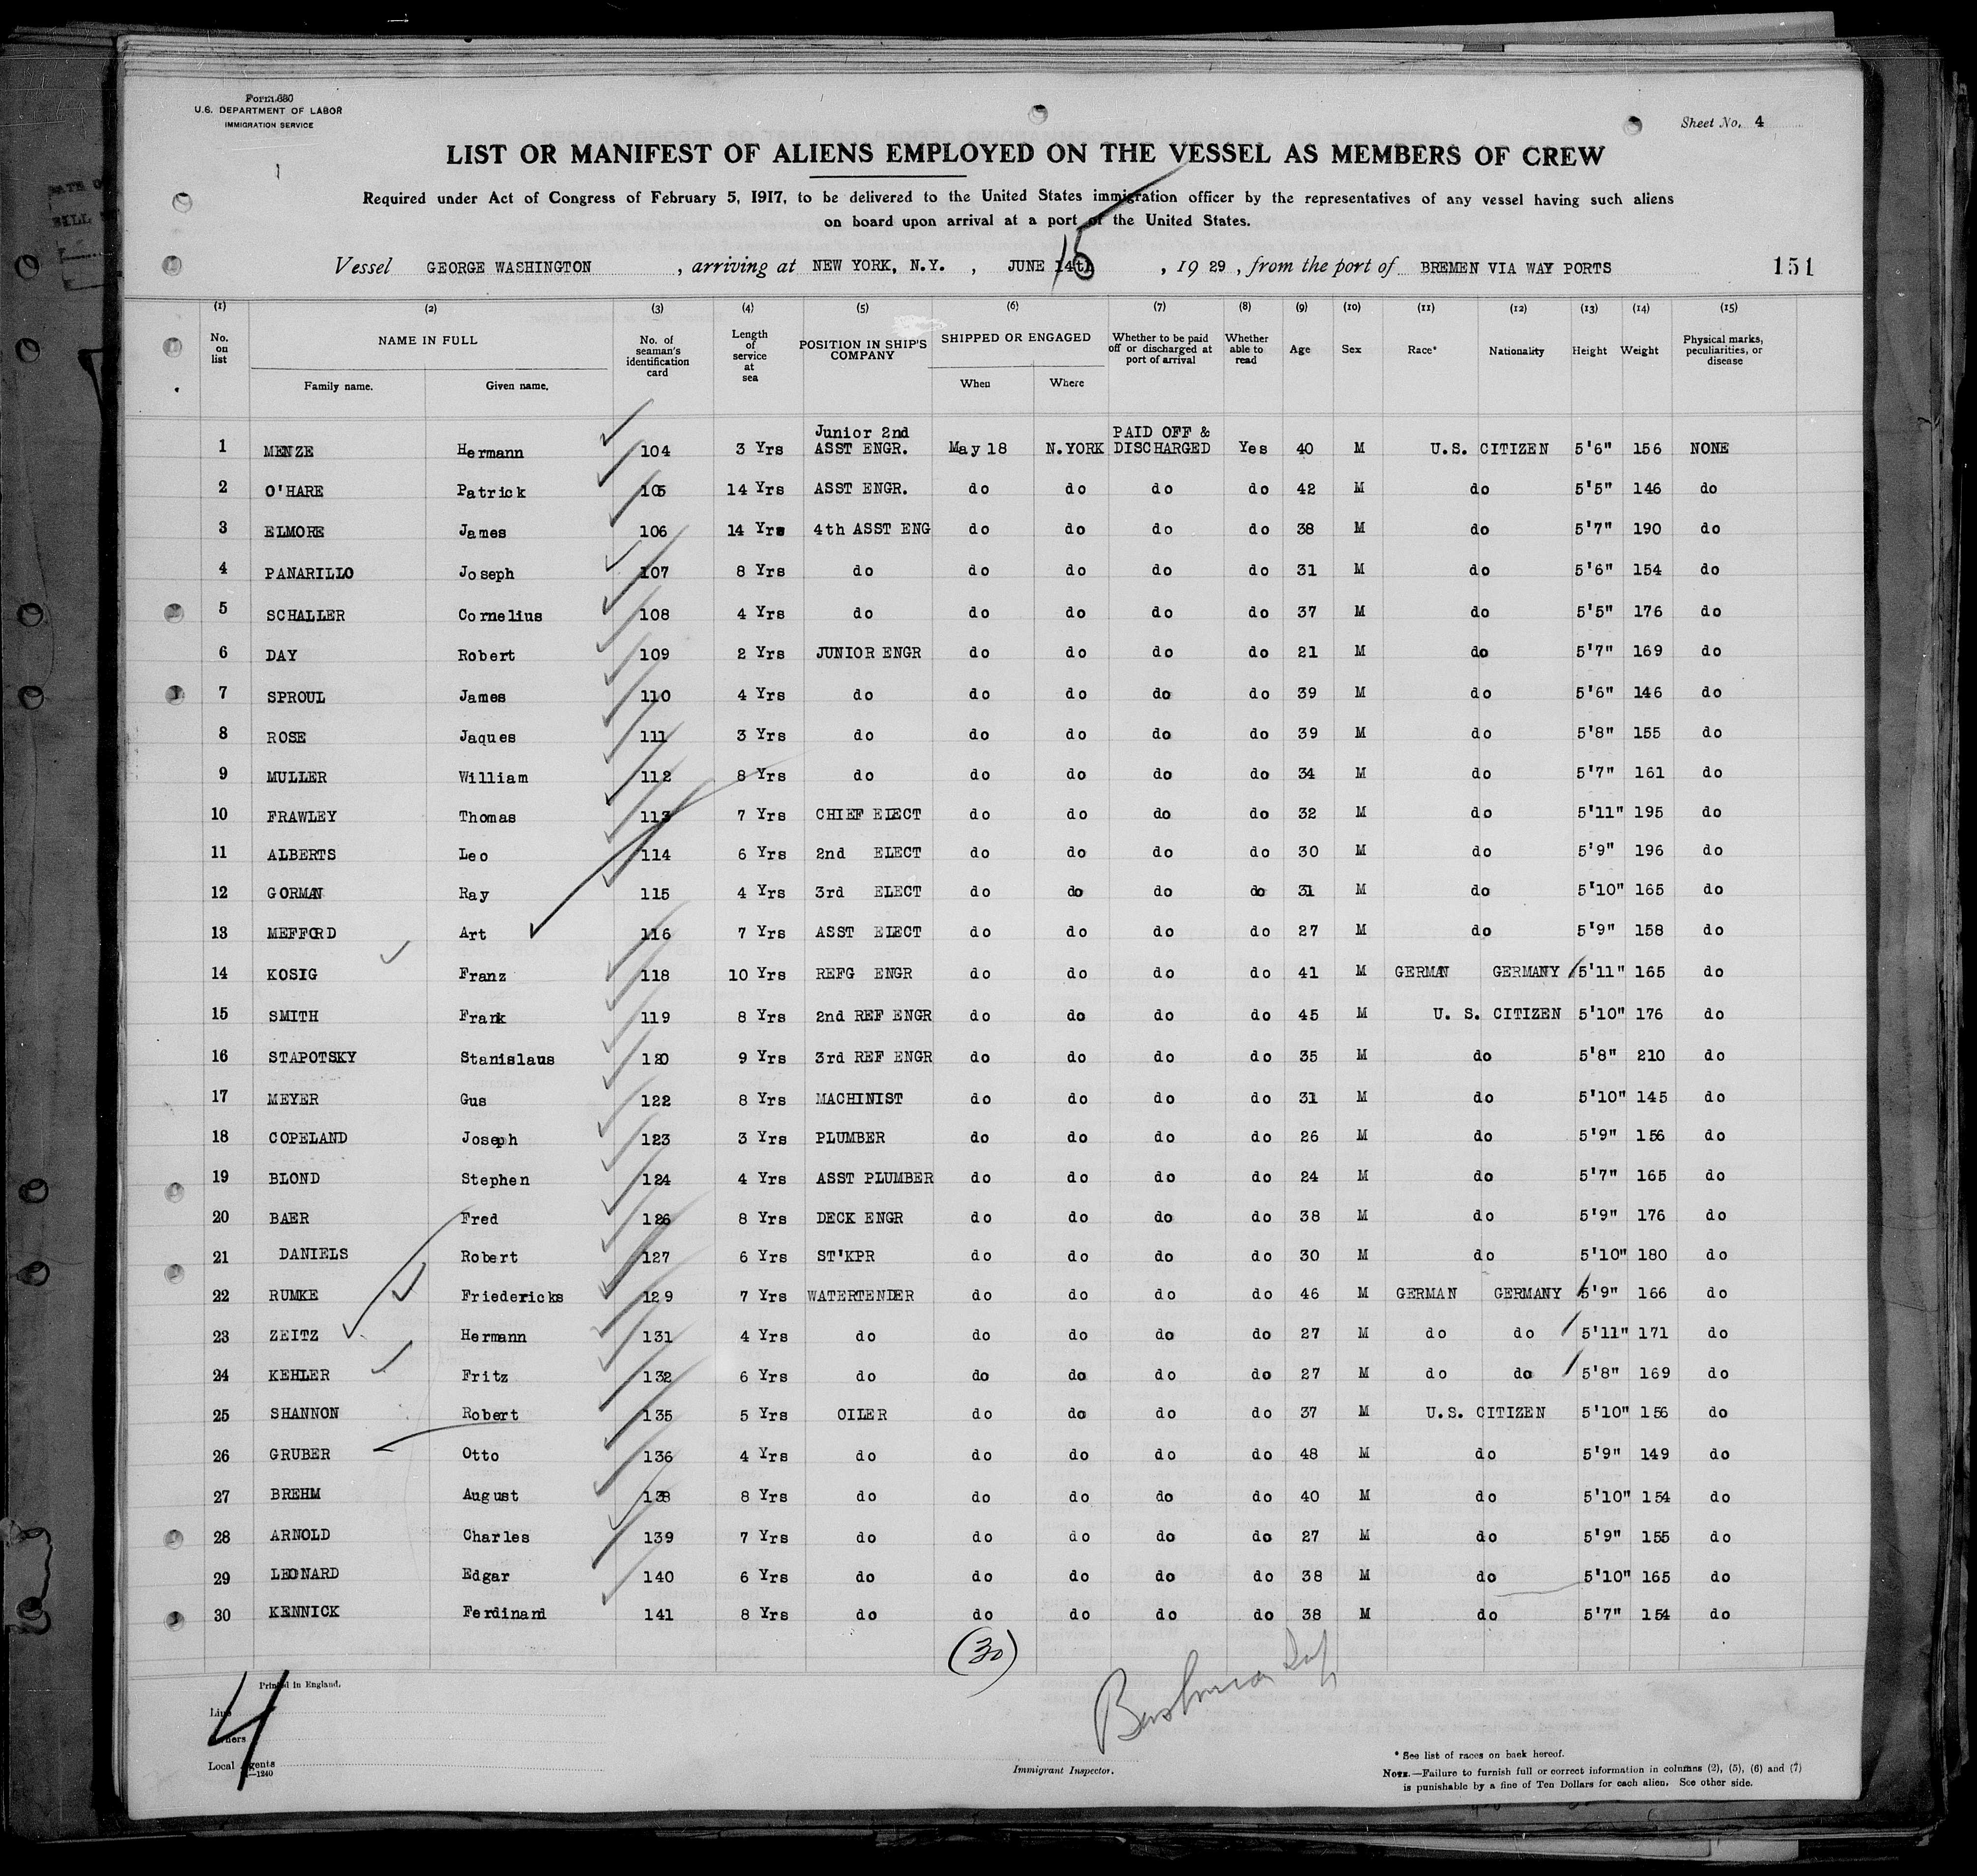 Form 680
U.S. DEPARTMENT OF LABOR
IMMIGRATION SERVICE
Sheet No. 4
LIST OR MANIFEST OF ALIENS EMPLOYED ON THE VESSEL AS MEMBERS OF CREW
Required under Act of Congress of February 5, 1917, to be delivered to the United States immigration officer by the representatives of any vessel having such aliens
on board upon arrival at a port of the United States.
Vessel GEORGE WASHINGTON, arriving at NEW YORK, N.Y., JUNE 14th 15, 1929, from the port of BREMEN VIA WAY PORTS 151
(1) (2) (3) (4) (5) (6) (7) (8) (9) (10) (11) (12) (13) (14) (15)
No. on list NAME IN FULL Family name. Given name. No. of seaman's identification card Length of service at sea POSITION IN SHIP'S COMPANY SHIPPED OR ENGAGED When Where Whether to be paid off or discharged at port of arrival Whether able to read Age Sex Race* Nationality Height Weight Physical marks, peculiarities, or disease
1 MENZE Hermann 104 3 Yrs Junior 2nd ASST ENGR. May 18 N.YORK PAID OFF & DISCHARGED Yes 40 M U.S. CITIZEN 5'6" 156 NONE
2 O'HARE Patrick 105 14 Yrs ASST ENGR. do do do do 42 M do 5'5" 146 do
3 ELMORE James 106 14 Yrs 4th ASST ENG do do do do 38 M do 5'7" 190 do
4 PANARILLO Joseph 107 8 Yrs do do do do do 31 M do 5'6" 154 do
5 SCHALLER Cornelius 108 4 Yrs do do do do do 37 M do 5'5" 176 do
6 DAY Robert 109 2 Yrs JUNIOR ENGR do do do do 21 M do 5'7" 169 do
7 SPROUL James 110 4 Yrs do do do do do 39 M do 5'6" 146 do
8 ROSE Jaques 111 3 Yrs do do do do do 39 M do 5'8" 155 do
9 MULLER William 112 8 Yrs do do do do do 34 M do 5'7" 161 do
10 FRAWLEY Thomas 113 7 Yrs CHIEF ELECT do do do do 32 M do 5'11" 195 do
11 ALBERTS Leo 114 6 Yrs 2nd ELECT do do do do 30 M do 5'9" 196 do
12 GORMAN Ray 115 4 Yrs 3rd ELECT do do do do 31 M do 5'10" 165 do
13 MEFFORD Art 116 7 Yrs ASST ELECT do do do do 27 M do 5'9" 158 do
14 KOSIG Franz 118 10 Yrs REFG ENGR do do do do 41 M GERMAN GERMANY 5'11" 165 do
15 SMITH Frank 119 8 Yrs 2nd REF ENGR do do do do 45 M U. S. CITIZEN 5'10" 176 do
16 STAPOTSKY Stanislaus 120 9 Yrs 3rd REF ENGR do do do do 35 M do 5'8" 210 do
17 MEYER Gus 122 8 Yrs MACHINIST do do do do 31 M do 5'10" 145 do
18 COPELAND Joseph 123 3 Yrs PLUMBER do do do do 26 M do 5'9" 156 do
19 BLOND Stephen 124 4 Yrs ASST PLUMBER do do do do 24 M do 5'7" 165 do
20 BAER Fred 126 8 Yrs DECK ENGR do do do do 38 M do 5'9" 176 do
21 DANIELS Robert 127 6 Yrs ST'KPR do do do do 30 M do 5'10" 180 do
22 RUMKE Friedericks 129 7 Yrs WATERTENDER do do do do 46 M GERMAN GERMANY 5'9" 166 do
23 ZEITZ Hermann 131 4 Yrs do do do do do 27 M do do 5'11" 171 do
24 KEHLER Fritz 132 6 Yrs do do do do do 27 M do do 5'8" 169 do
25 SHANNON Robert 135 5 Yrs OILER do do do do 37 M U.S. CITIZEN 5'10" 156 do
26 GRUBER Otto 136 4 Yrs do do do do do 48 M do 5'9" 149 do
27 BREHM August 138 8 Yrs do do do do do 40 M do 5'10" 154 do
28 ARNOLD Charles 139 7 Yrs do do do do do 27 M do 5'9" 155 do
29 LEONARD Edgar 140 6 Yrs do do do do do 38 M do 5'10" 165 do
30 KENNICK Ferdinand 141 8 Yrs do do do do do 38 M do 5'7" 154 do
(30)
Printed in England.
4
Line
Owners
Local Agents
—1240
Immigrant Inspector.
* See list of races on back hereof.
NOTE.—Failure to furnish full or correct information in columns (2), (5), (6) and (7)
is punishable by a fine of Ten Dollars for each alien. See other side.